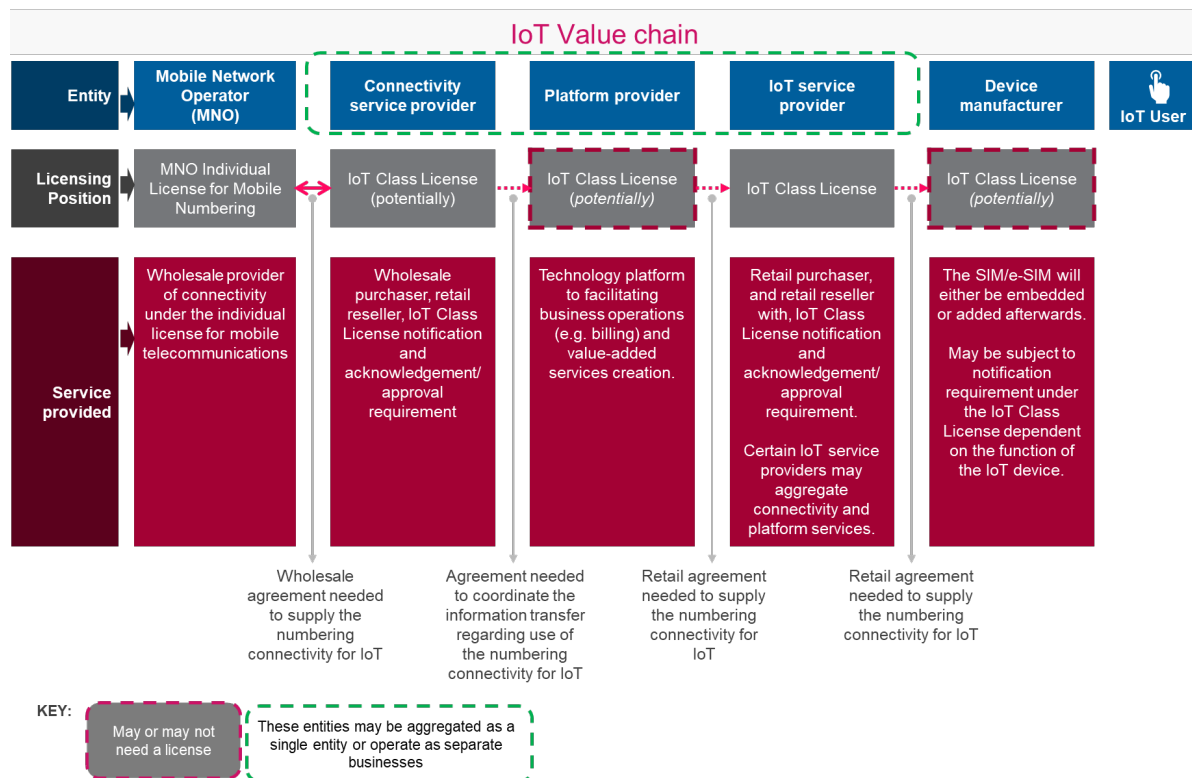 IoT Value chain
Entity
Mobile Network
Operator
(MNO)
Connectivity
service provider
Platform provider
IoT service
provider
Device
manufacturer
IoT User
Licensing
Position
MNO Individual
License for Mobile
Numbering
IoT Class License
(potentially)
IoT Class License
(potentially)
IoT Class License
IoT Class License
(potentially)
Service
provided
Wholesale provider
of connectivity
under the individual
license for mobile
telecommunications
Wholesale
purchaser, retail
reseller, IoT Class
License notification
and
acknowledgement/
approval
requirement
Technology platform
to facilitating
business operations
(e.g. billing) and
value-added
services creation.
Retail purchaser,
and retail reseller
with, IoT Class
License notification
and
acknowledgement/
approval
requirement.
Certain IoT service
providers may
aggregate
connectivity and
platform services.
The SIM/e-SIM will
either be embedded
or added afterwards.
May be subject to
notification
requirement under
the IoT Class
License dependent
on the function of
the IoT device.
Wholesale
agreement needed
to supply the
numbering
connectivity for IoT
Agreement needed
to coordinate the
information transfer
regarding use of
the numbering
connectivity for IoT
Retail agreement
needed to supply
the numbering
connectivity for
IoT
Retail agreement
needed to supply
the numbering
connectivity for IoT
KEY:
May or may not
need a license
These entities may be aggregated as a
single entity or operate as separate
businesses